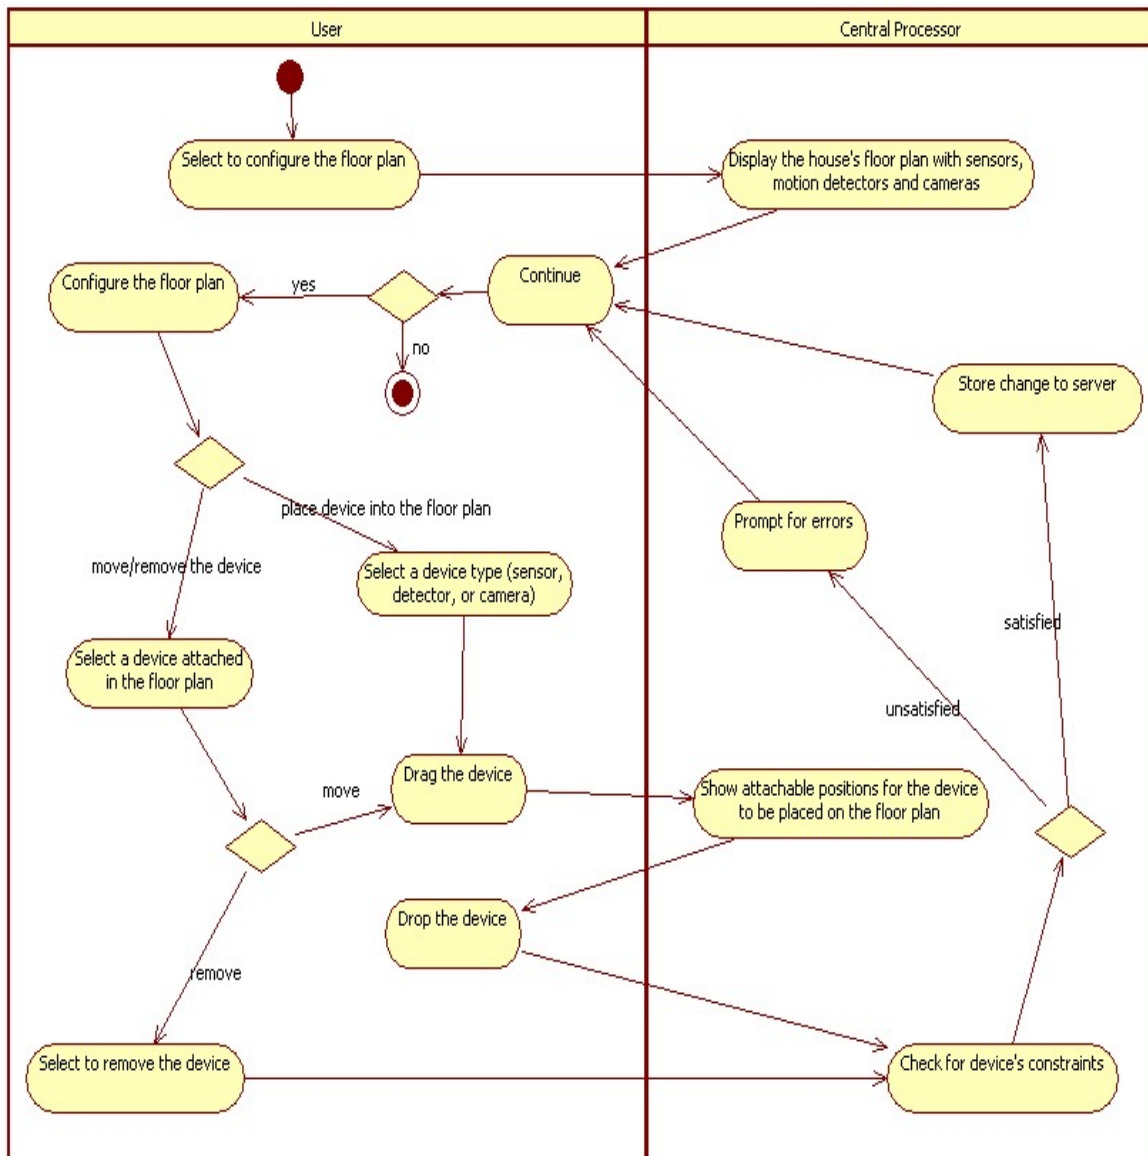 User
Central Processor
Select to configure the floor plan
Display the house's floor plan with sensors,
motion detectors and cameras
Continue
Configure the floor plan
yes
no
Store change to server
place device into the floor plan
Prompt for errors
move/remove the device
Select a device type (sensor,
detector, or camera)
satisfied
Select a device attached
in the floor plan
unsatisfied
Drag the device
move
Show attachable positions for the device
to be placed on the floor plan
Drop the device
remove
Select to remove the device
Check for device's constraints